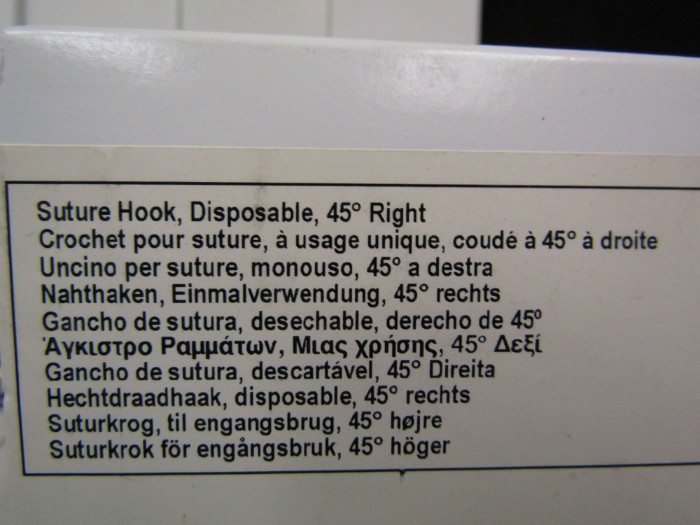 Suture Hook, Disposable, 45° Right
Crochet pour suture, à usage unique, coudé à 45° à droite
Uncino per suture, monouso, 45° a destra
Nahthaken, Einmalverwendung, 45° rechts
Gancho de sutura, desechable, derecho de 45º
Άγκιστρο Ραμμάτων, Μιας χρήσης, 45° Δεξί
Gancho de sutura, descartável, 45° Direita
Hechtdraadhaak, disposable, 45° rechts
Suturkrog, til engangsbrug, 45° højre
Suturkrok för engångsbruk, 45° höger